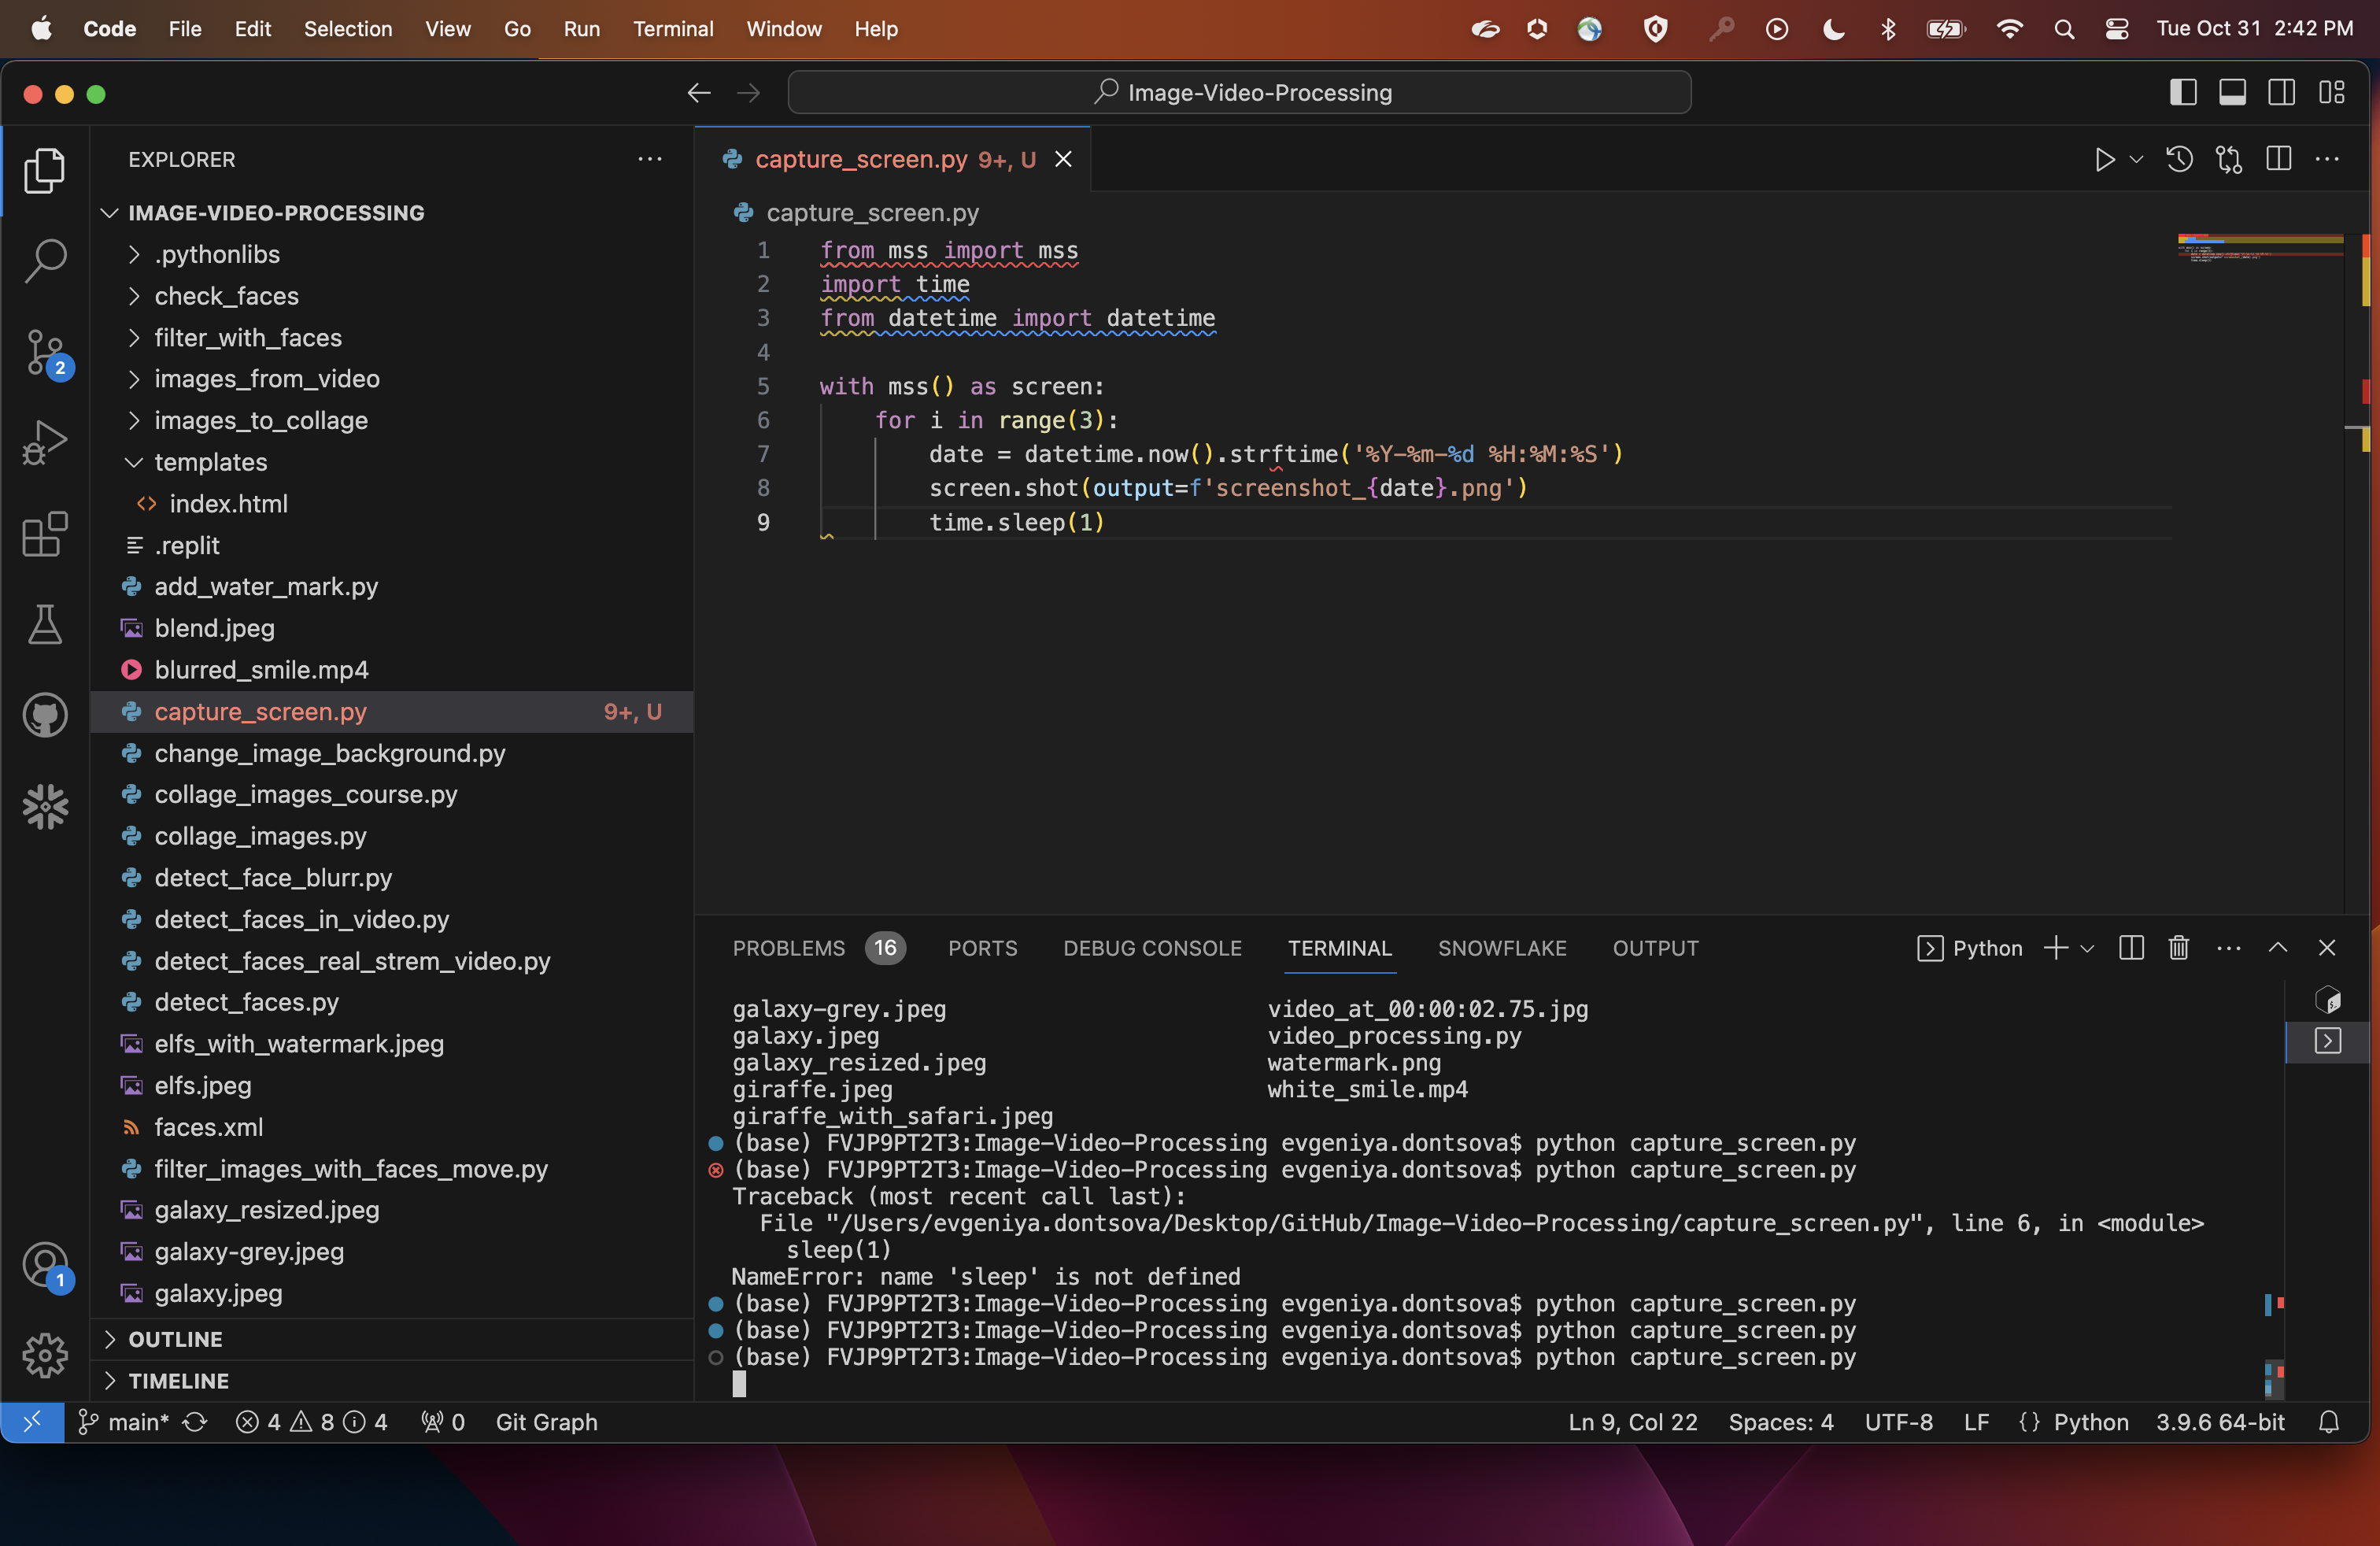 Code File Edit Selection View Go Run Terminal Window Help Tue Oct 31 2:42 PM
Image-Video-Processing
EXPLORER
IMAGE-VIDEO-PROCESSING
.pythonlibs
check_faces
filter_with_faces
images_from_video
images_to_collage
templates
index.html
.replit
add_water_mark.py
blend.jpeg
blurred_smile.mp4
capture_screen.py 9+, U
change_image_background.py
collage_images_course.py
collage_images.py
detect_face_blurr.py
detect_faces_in_video.py
detect_faces_real_strem_video.py
detect_faces.py
elfs_with_watermark.jpeg
elfs.jpeg
faces.xml
filter_images_with_faces_move.py
galaxy_resized.jpeg
galaxy-grey.jpeg
galaxy.jpeg
OUTLINE
TIMELINE
2
1
capture_screen.py 9+, U
capture_screen.py
1 from mss import mss
2 import time
3 from datetime import datetime
4
5 with mss() as screen:
6 for i in range(3):
7 date = datetime.now().strftime('%Y-%m-%d %H:%M:%S')
8 screen.shot(output=f'screenshot_{date}.png')
9 time.sleep(1)
PROBLEMS 16 PORTS DEBUG CONSOLE TERMINAL SNOWFLAKE OUTPUT Python
galaxy-grey.jpeg video_at_00:00:02.75.jpg
galaxy.jpeg video_processing.py
galaxy_resized.jpeg watermark.png
giraffe.jpeg white_smile.mp4
giraffe_with_safari.jpeg
(base) FVJP9PT2T3:Image-Video-Processing evgeniya.dontsova$ python capture_screen.py
(base) FVJP9PT2T3:Image-Video-Processing evgeniya.dontsova$ python capture_screen.py
Traceback (most recent call last):
File "/Users/evgeniya.dontsova/Desktop/GitHub/Image-Video-Processing/capture_screen.py", line 6, in <module>
sleep(1)
NameError: name 'sleep' is not defined
(base) FVJP9PT2T3:Image-Video-Processing evgeniya.dontsova$ python capture_screen.py
(base) FVJP9PT2T3:Image-Video-Processing evgeniya.dontsova$ python capture_screen.py
(base) FVJP9PT2T3:Image-Video-Processing evgeniya.dontsova$ python capture_screen.py
main* 4 8 4 0 Git Graph Ln 9, Col 22 Spaces: 4 UTF-8 LF {} Python 3.9.6 64-bit